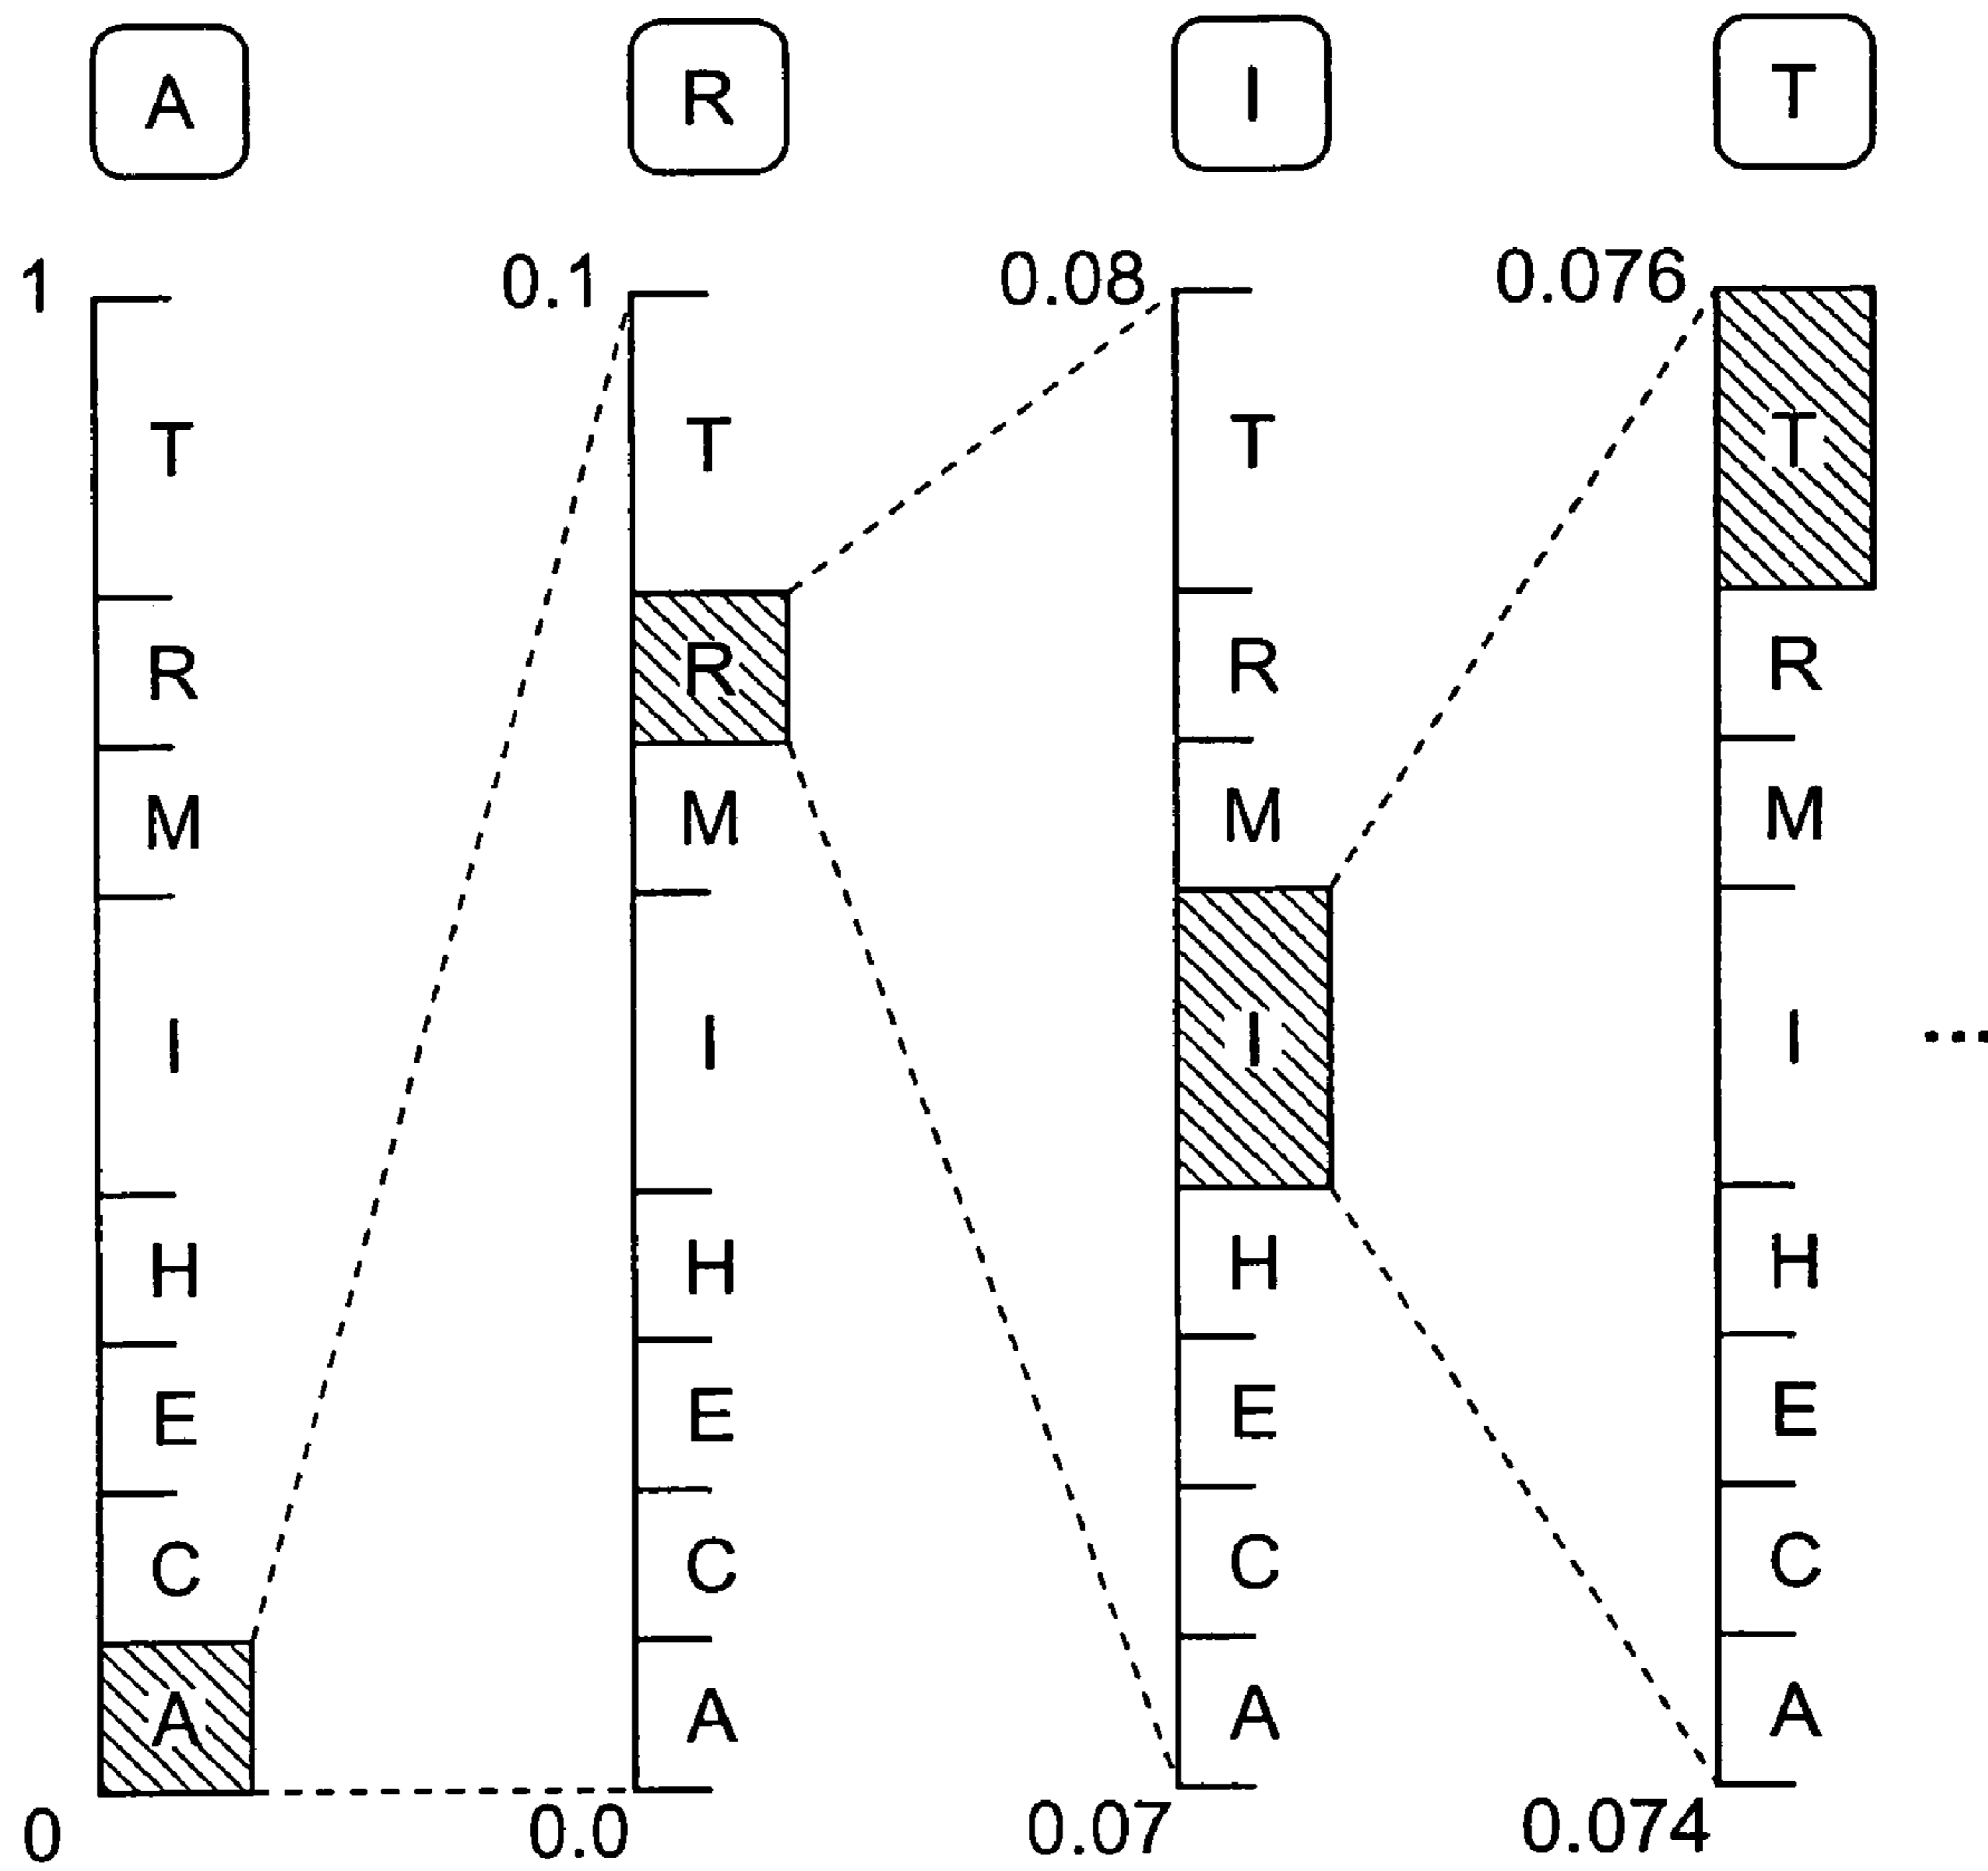 A R I T
1 0.1 0.08 0.076
T T T T
R R R R
M M M M
I I I I
...
H H H H
E E E E
C C C C
A A A A
0 0.0 0.07 0.074